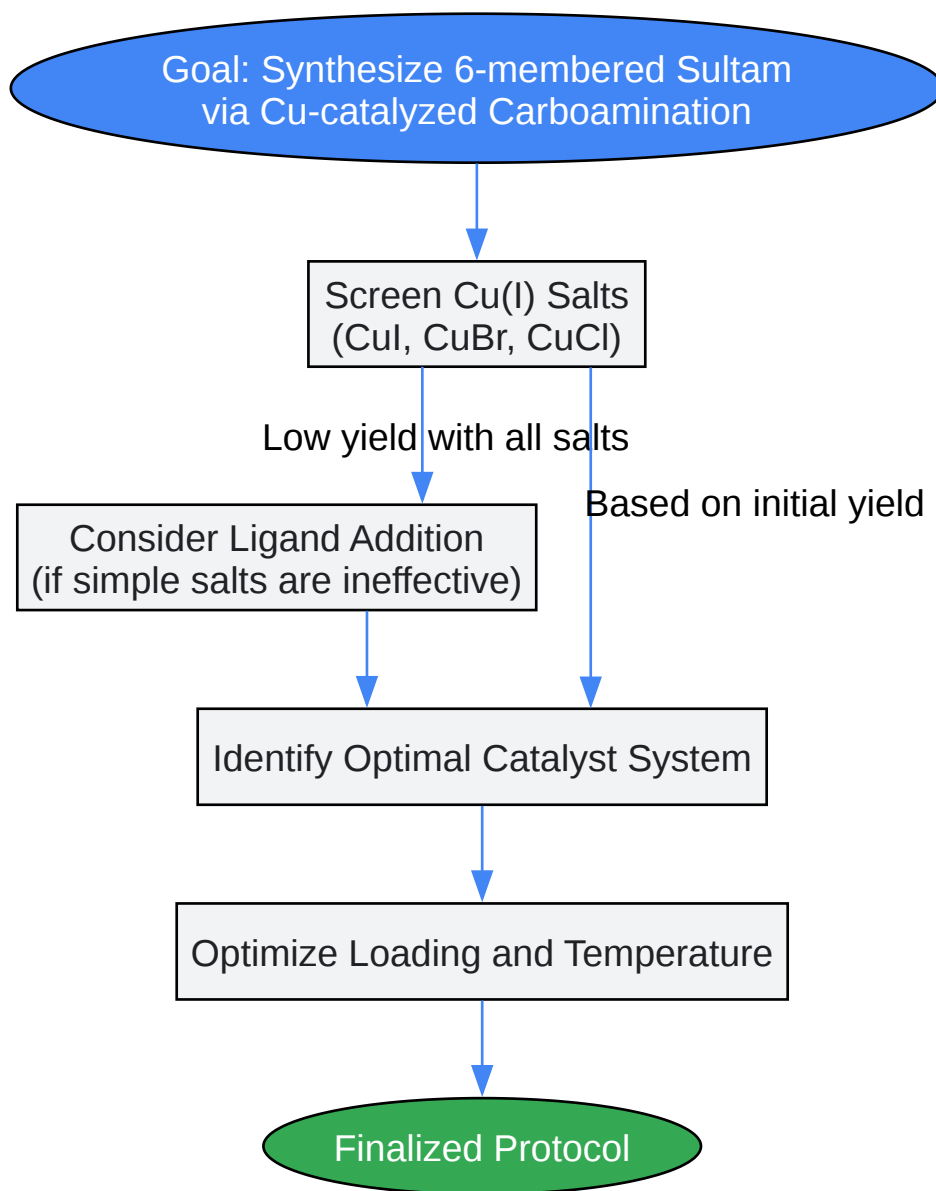 Goal: Synthesize 6-membered Sultam
via Cu-catalyzed Carboamination
Screen Cu(I) Salts
(CuI, CuBr, CuCl)
Low yield with all salts
Based on initial yield
Consider Ligand Addition
(if simple salts are ineffective)
Identify Optimal Catalyst System
Optimize Loading and Temperature
Finalized Protocol